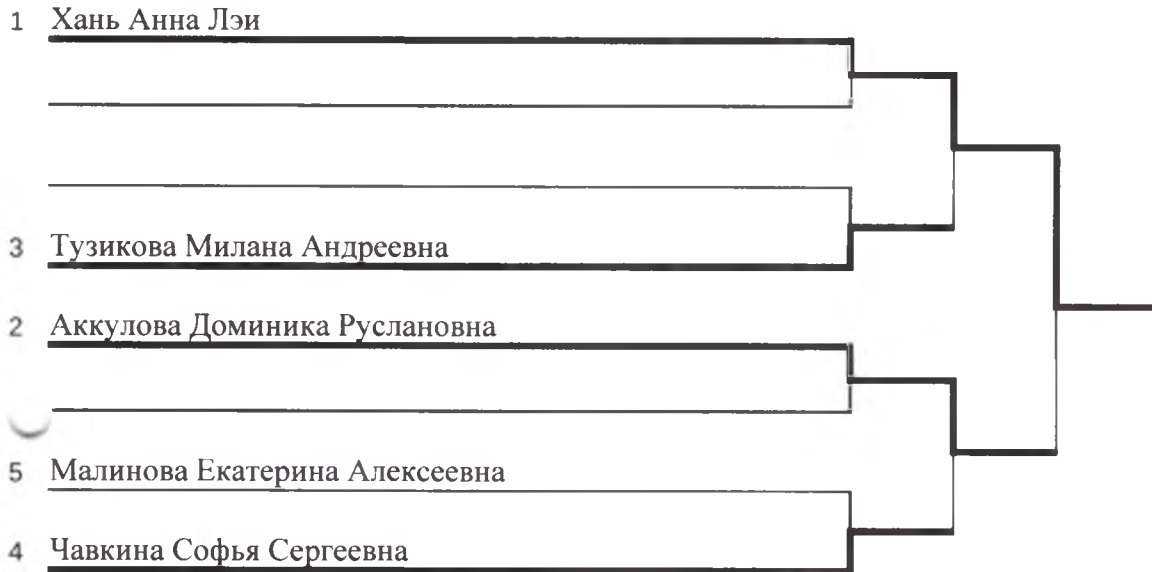 1 Хань Анна Лэи
3 Тузикова Милана Андреевна
2 Аккулова Доминика Руслановна
5 Малинова Екатерина Алексеевна
4 Чавкина Софья Сергеевна